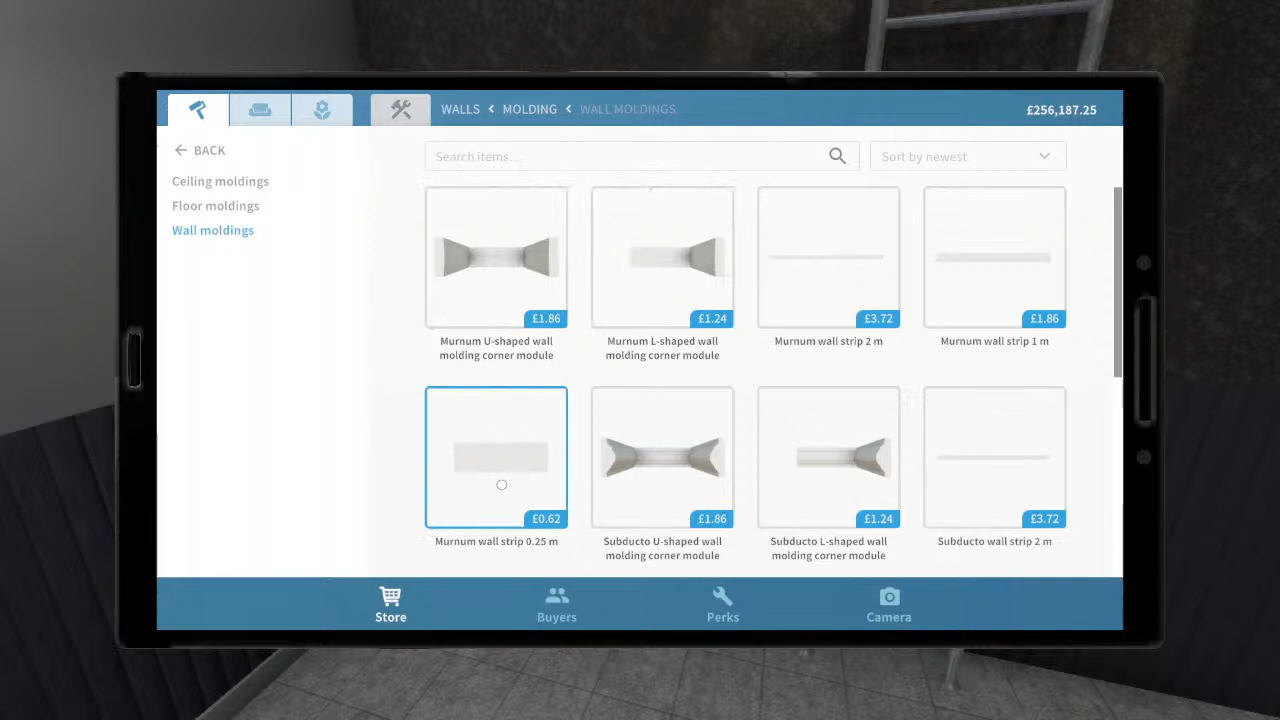 WALLS < MOLDING < WALL MOLDINGS
£256,187.25
BACK
Ceiling moldings
Floor moldings
Wall moldings
Search items...
Sort by newest
£1.86
£1.24
£3.72
£1.86
Murnum U-shaped wall
molding corner module
Murnum L-shaped wall
molding corner module
Murnum wall strip 2 m
Murnum wall strip 1 m
£0.62
£1.86
£1.24
£3.72
Murnum wall strip 0.25 m
Subducto U-shaped wall
molding corner module
Subducto L-shaped wall
molding corner module
Subducto wall strip 2 m
Store
Buyers
Perks
Camera